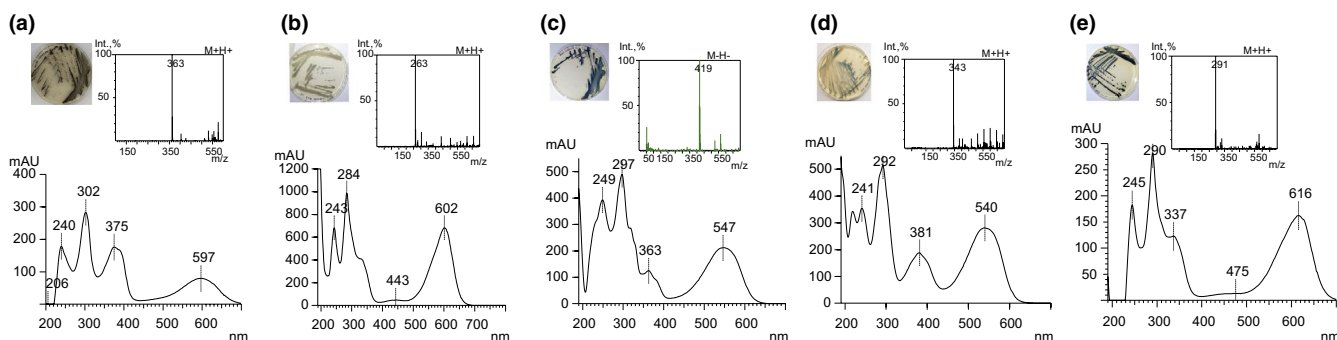 (a)
Int.,%
100
50
M+H+
363
150 350 550
m/z
mAU
400
300
200
100
206
240
302
375
597
200 300 400 500 600
nm
(b)
Int.,%
100
50
M+H+
263
150 350 550
m/z
mAU
1200
1000
800
600
400
200
0
243
284
443
602
200 300 400 500 600 700
nm
(c)
Int.,%
100
50
0
M-H-
419
50 150 350 550
m/z
mAU
500
400
300
200
100
0
249
297
363
547
200 300 400 500 600
nm
(d)
Int.,%
100
50
M+H+
343
150 350 550
m/z
mAU
500
400
300
200
100
0
241
292
381
540
200 300 400 500 600
nm
(e)
Int.,%
100
50
0
M+H+
291
150 350 550
m/z
mAU
300
250
200
150
100
50
245
290
337
475
616
200 300 400 500 600
nm